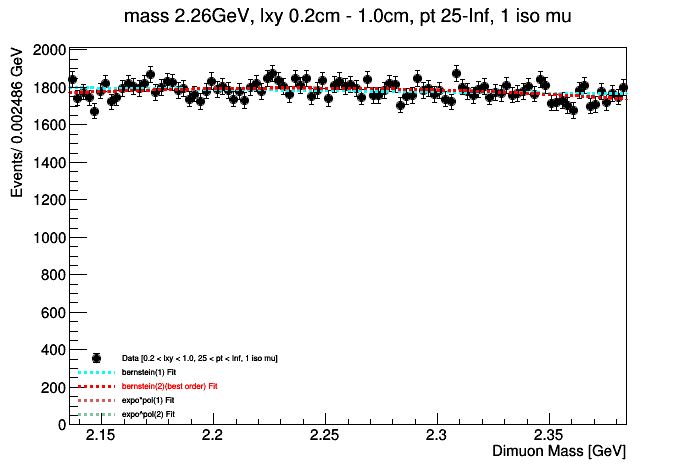 mass 2.26GeV, lxy 0.2cm - 1.0cm, pt 25-Inf, 1 iso mu
Events/ 0.002486 GeV
2000
1800
1600
1400
1200
1000
800
600
400
200
0
Data [0.2 < lxy < 1.0, 25 < pt < Inf, 1 iso mu]
bernstein(1) Fit
bernstein(2)(best order) Fit
expo*pol(1) Fit
expo^pol(2) Fit
2.15 2.2 2.25 2.3 2.35
Dimuon Mass [GeV]